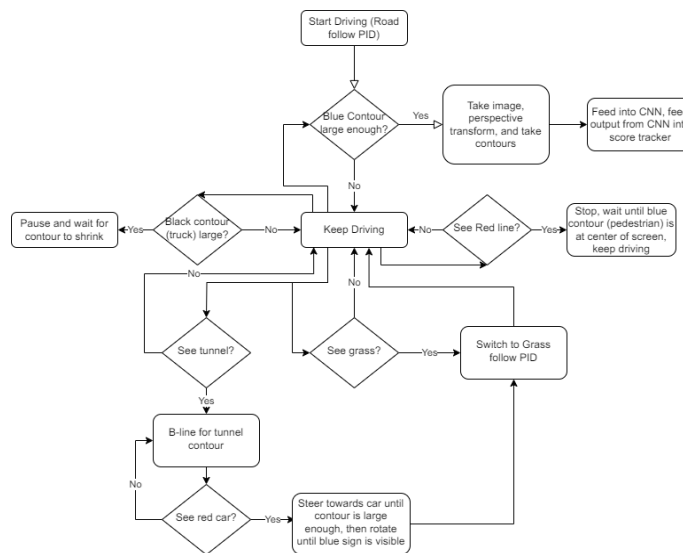 Start Driving (Road
follow PID)
Blue Contour
large enough?
Yes
Take image,
perspective
transform, and take
contours
Feed into CNN, feed
output from CNN into
score tracker
No
Pause and wait for
contour to shrink
Yes
Black contour
(truck) large?
No
Keep Driving
No
See Red line?
Yes
Stop, wait until blue
contour (pedestrian) is
at center of screen,
keep driving
No
No
See tunnel?
See grass?
Yes
Switch to Grass
follow PID
Yes
B-line for tunnel
contour
No
See red car?
Yes
Steer towards car until
contour is large
enough, then rotate
until blue sign is visible